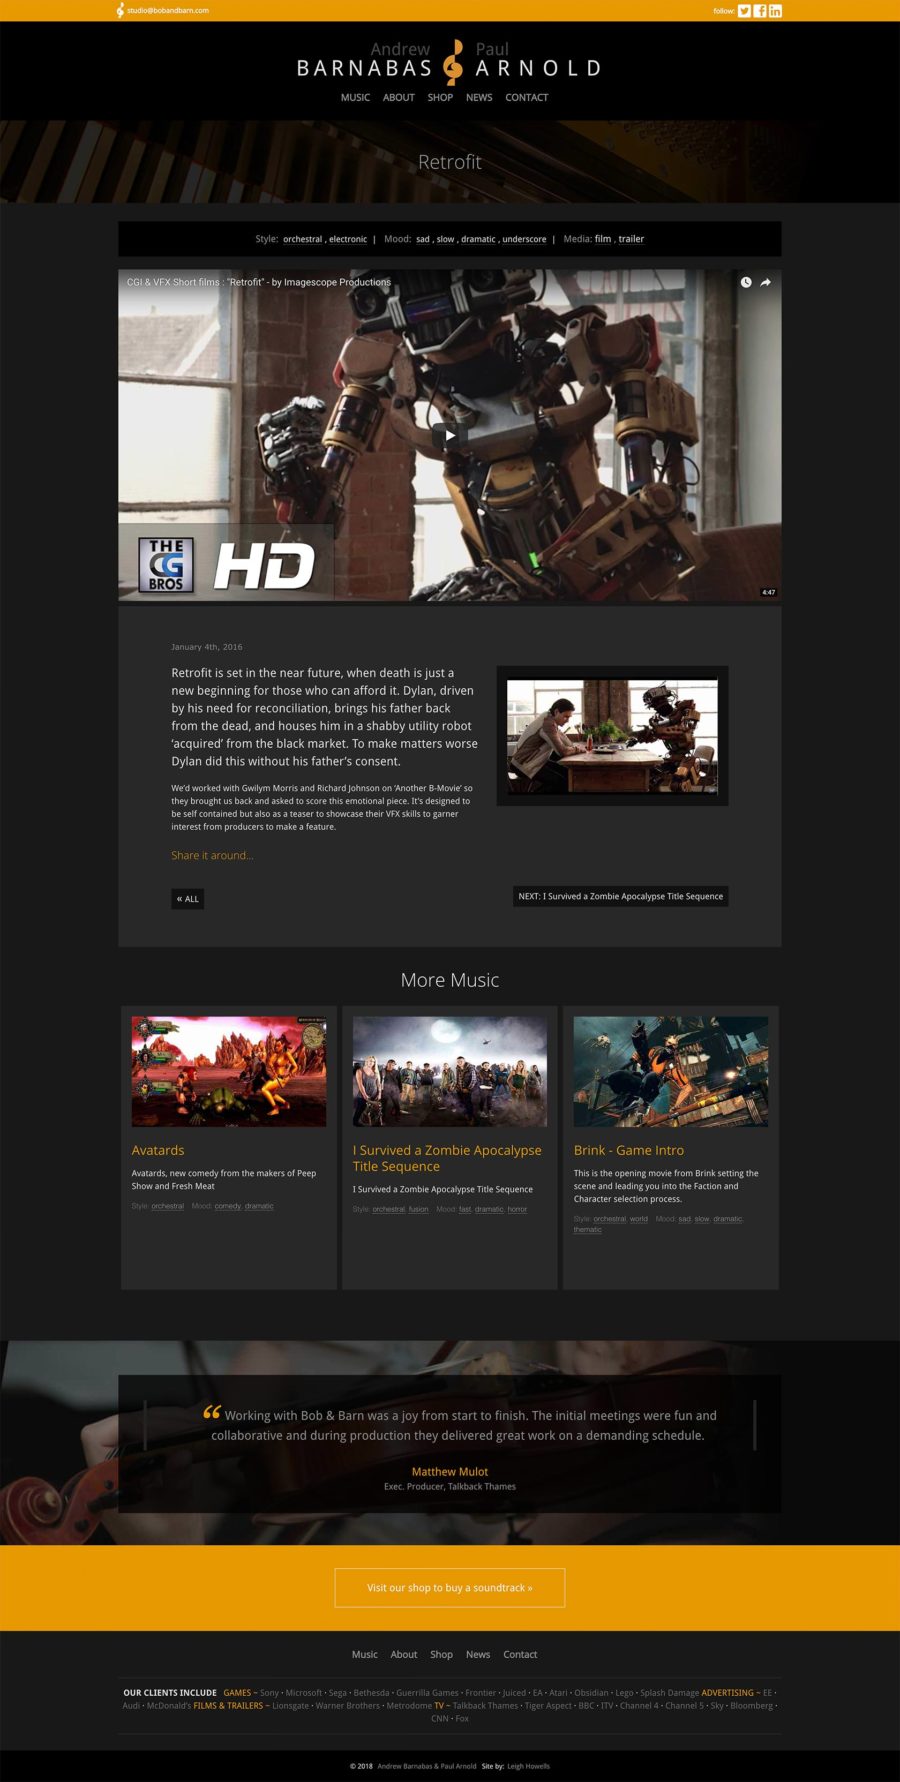 studio@bobandbarn.com
follow:
Andrew Paul
BARNABAS ARNOLD
MUSIC ABOUT SHOP NEWS CONTACT
Retrofit
Style: orchestral , electronic | Mood: sad , slow , dramatic , underscore | Media: film , trailer
CGI & VFX Short films : "Retrofit" - by Imagescope Productions
THE
CG
BROS
HD
4:47
January 4th, 2016
Retrofit is set in the near future, when death is just a
new beginning for those who can afford it. Dylan, driven
by his need for reconciliation, brings his father back
from the dead, and houses him in a shabby utility robot
‘acquired’ from the black market. To make matters worse
Dylan did this without his father’s consent.
We’d worked with Gwilym Morris and Richard Johnson on ‘Another B-Movie’ so
they brought us back and asked to score this emotional piece. It’s designed to
be self contained but also as a teaser to showcase their VFX skills to garner
interest from producers to make a feature.
Share it around...
« ALL
NEXT: I Survived a Zombie Apocalypse Title Sequence
More Music
Avatards
Avatards, new comedy from the makers of Peep
Show and Fresh Meat
Style: orchestral Mood: comedy, dramatic
I Survived a Zombie Apocalypse
Title Sequence
I Survived a Zombie Apocalypse Title Sequence
Style: orchestral, fusion Mood: fast, dramatic, horror
Brink - Game Intro
This is the opening movie from Brink setting the
scene and leading you into the Faction and
Character selection process.
Style: orchestral, world Mood: sad, slow, dramatic,
thematic
“ Working with Bob & Barn was a joy from start to finish. The initial meetings were fun and
collaborative and during production they delivered great work on a demanding schedule.
Matthew Mulot
Exec. Producer, Talkback Thames
Visit our shop to buy a soundtrack »
Music About Shop News Contact
OUR CLIENTS INCLUDE GAMES ~ Sony · Microsoft · Sega · Bethesda · Guerrilla Games · Frontier · Juiced · EA · Atari · Obsidian · Lego · Splash Damage ADVERTISING ~ EE ·
Audi · McDonald's FILMS & TRAILERS ~ Lionsgate · Warner Brothers · Metrodome TV ~ Talkback Thames · Tiger Aspect · BBC · ITV · Channel 4 · Channel 5 · Sky · Bloomberg ·
CNN · Fox
© 2018 Andrew Barnabas & Paul Arnold Site by: Leigh Howells